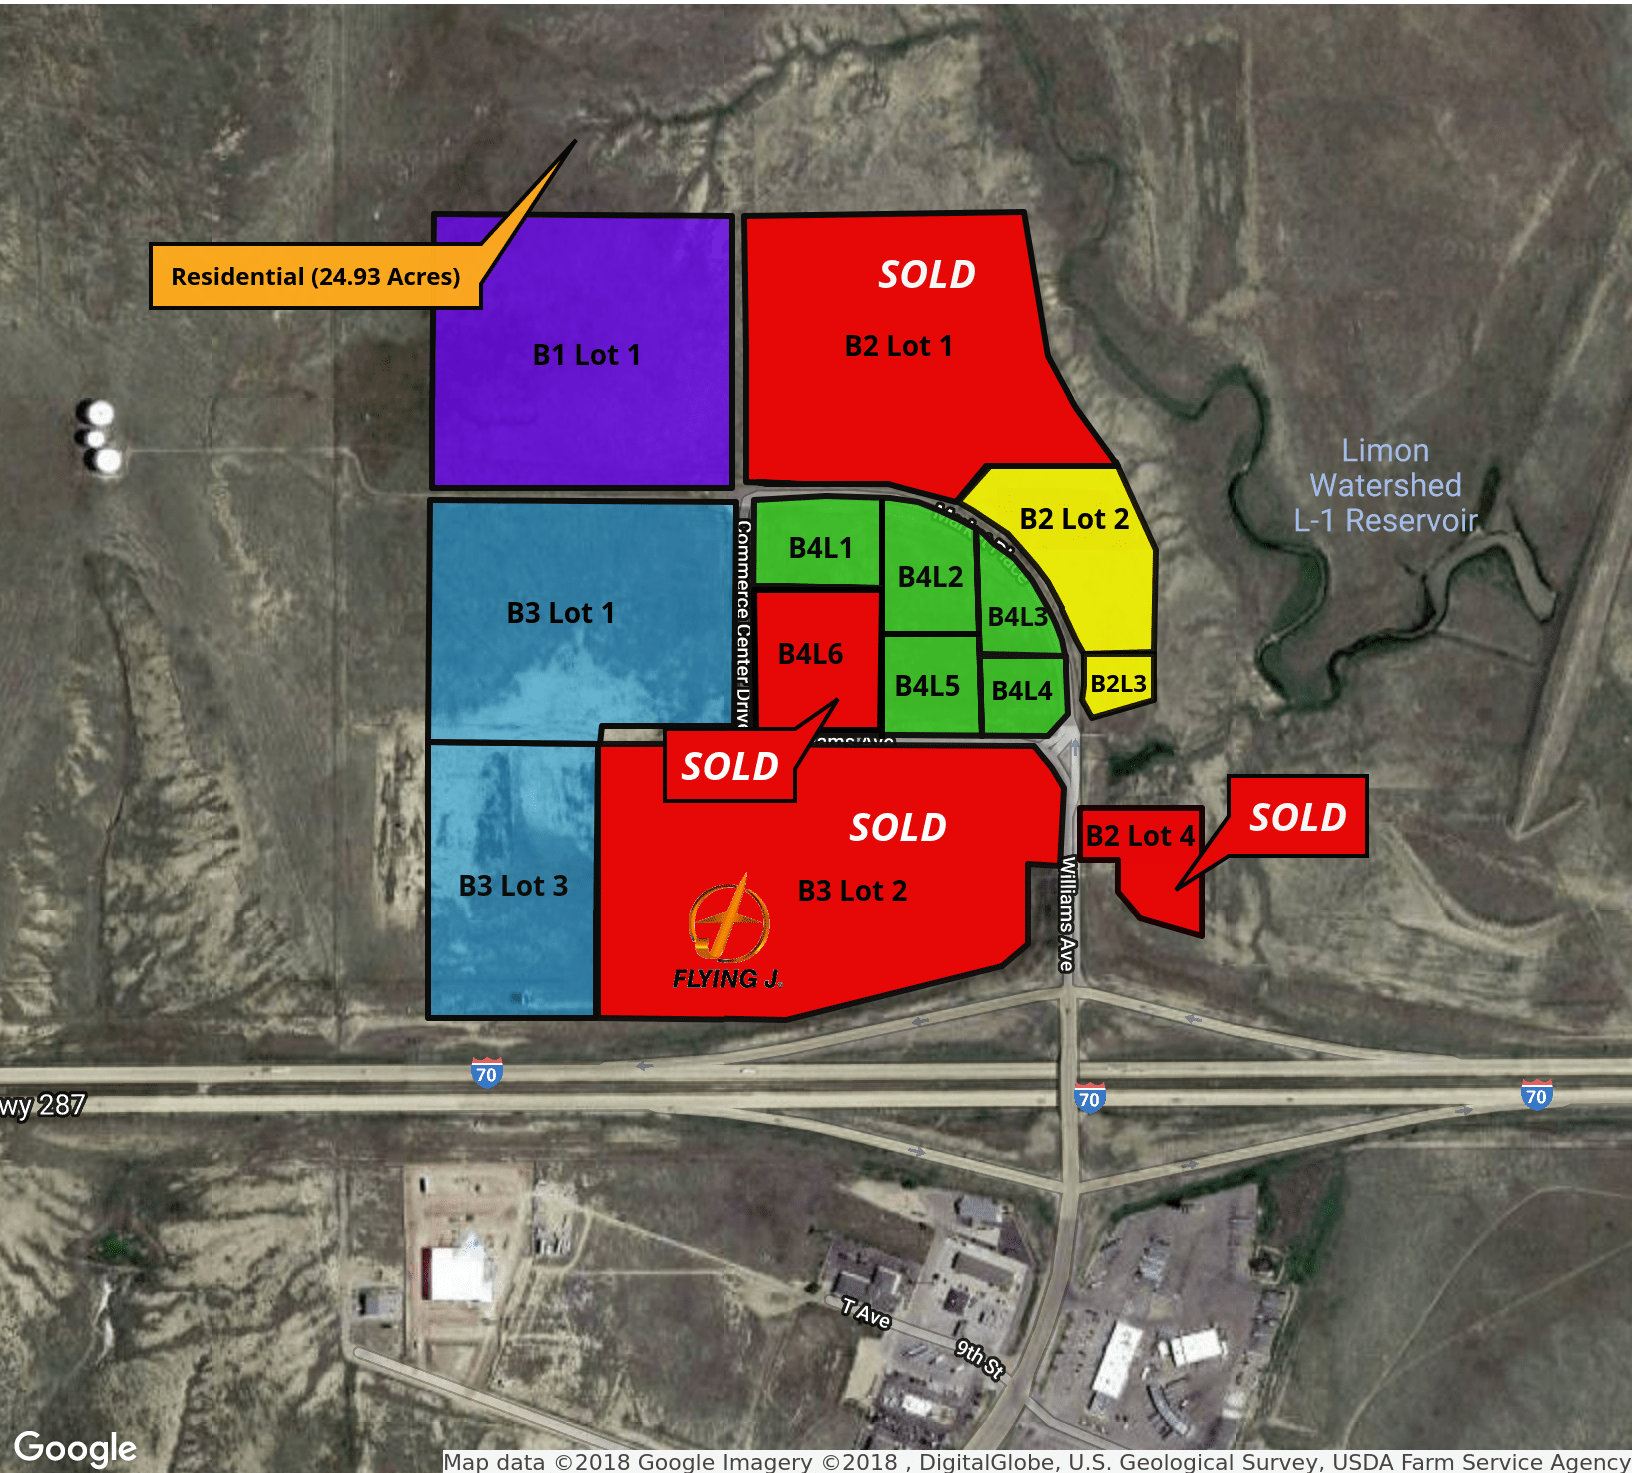 SOLD
Residential (24.93 Acres)
B2 Lot 1
B1 Lot 1
Limon
Watershed
L-1 Reservoir
B2 Lot 2
B4L1
B4L2
B3 Lot 1
B4L3
Commerce Center Drive
B4L6
B4L5
B4L4
B2L3
SOLD
SOLD
SOLD
B2 Lot 4
B3 Lot 3
B3 Lot 2
Williams Ave
FLYING J
70
70
70
wy 287
T Ave
9th St
Google
Map data ©2018 Google Imagery ©2018 , DigitalGlobe, U.S. Geological Survey, USDA Farm Service Agency